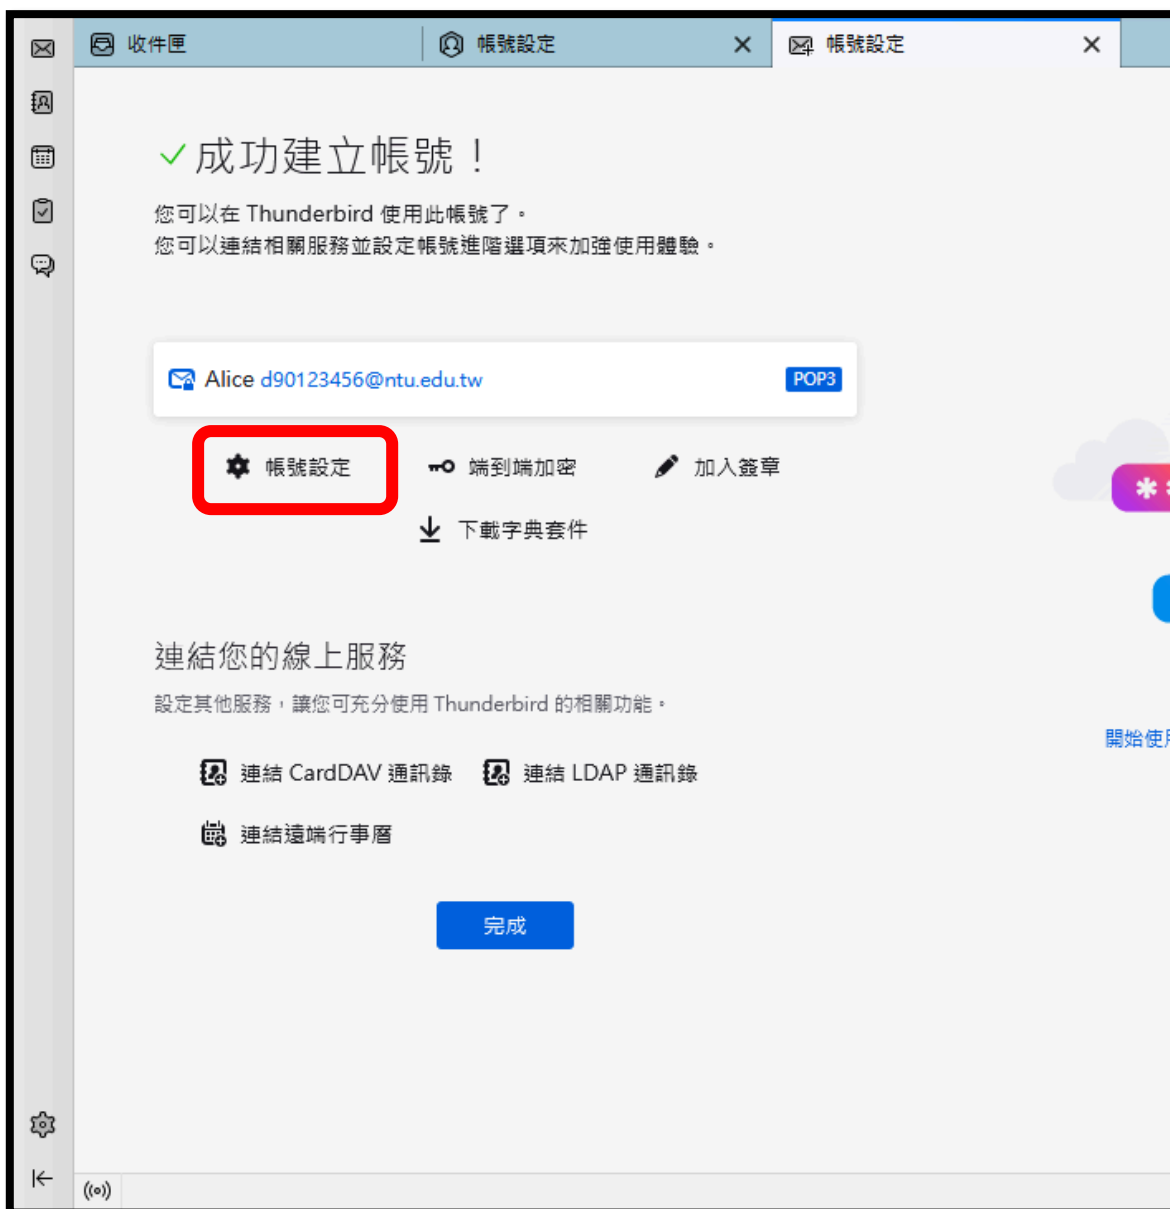 收件匣
帳號設定
帳號設定
成功建立帳號！
您可以在 Thunderbird 使用此帳號了。
您可以連結相關服務並設定帳號進階選項來加強使用體驗。
Alice d90123456@ntu.edu.tw
POP3
帳號設定
端到端加密
加入簽章
下載字典套件
連結您的線上服務
設定其他服務，讓您可充分使用 Thunderbird 的相關功能。
開始使
連結 CardDAV 通訊錄
連結 LDAP 通訊錄
連結遠端行事曆
完成